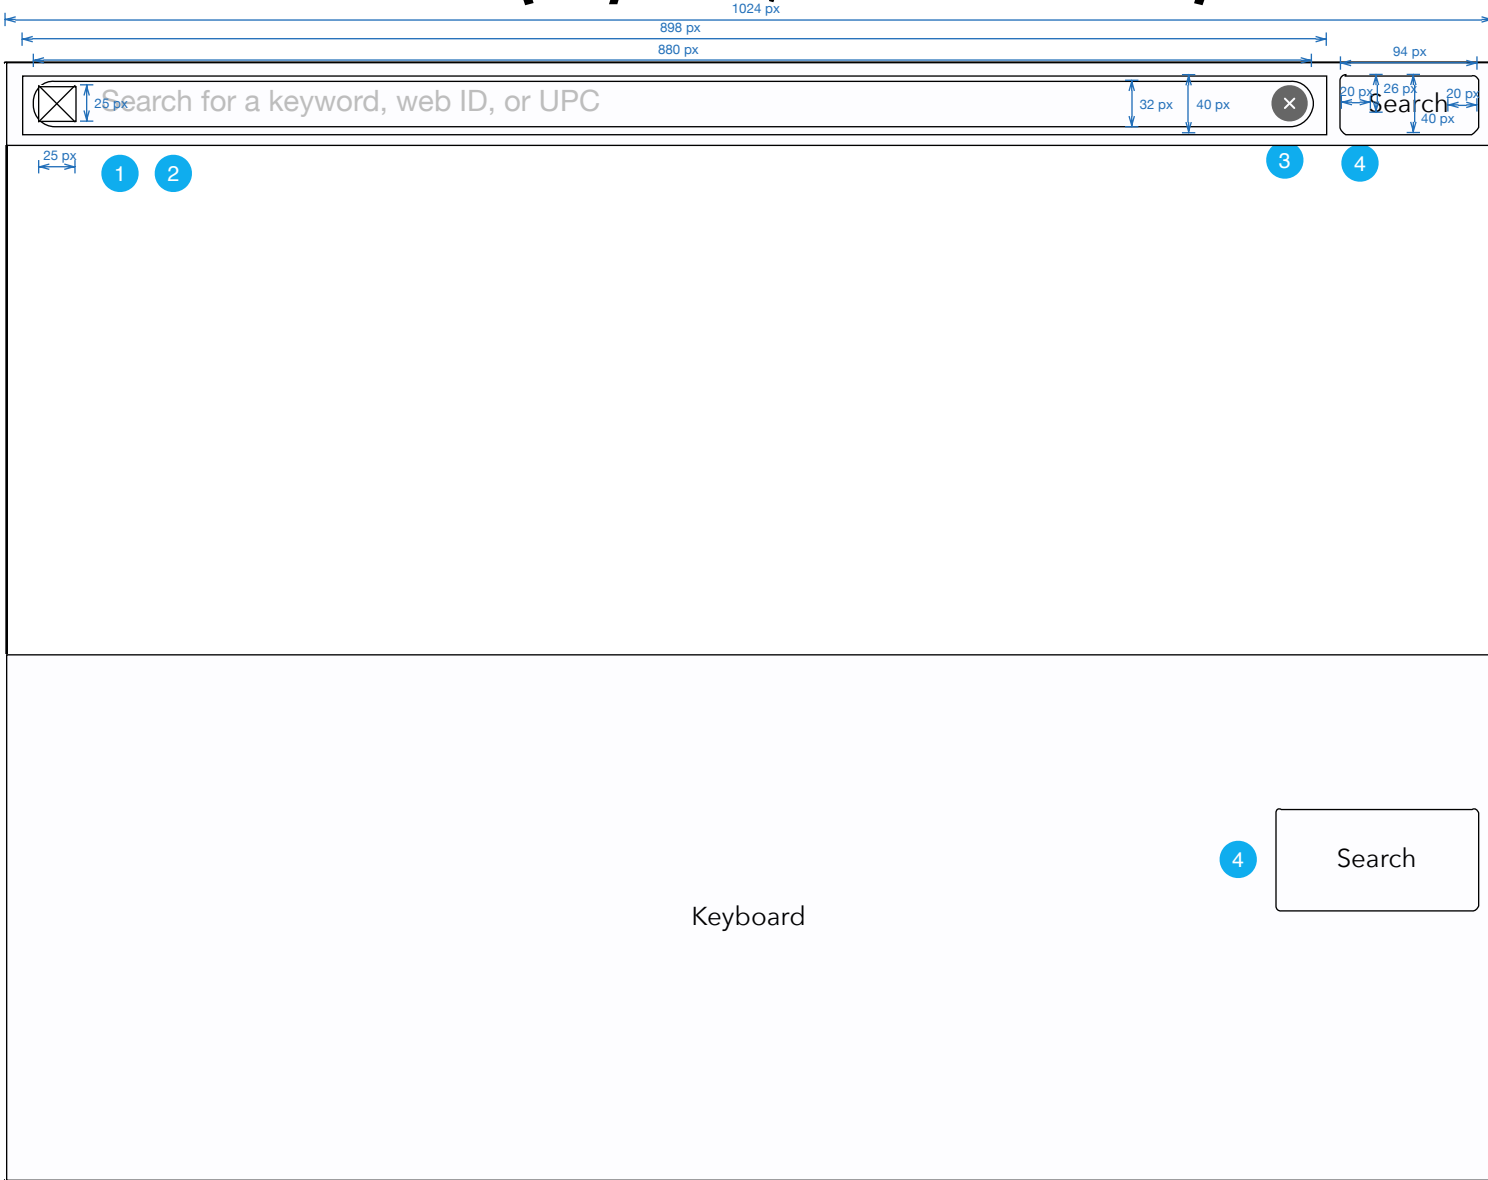 1024 px
898 px
880 px
94 px
25 px
Search for a keyword, web ID, or UPC
32 px
40 px
×
20 px
26 px
Search
20 px
40 px
25 px
1
2
3
4
4
Search
Keyboard